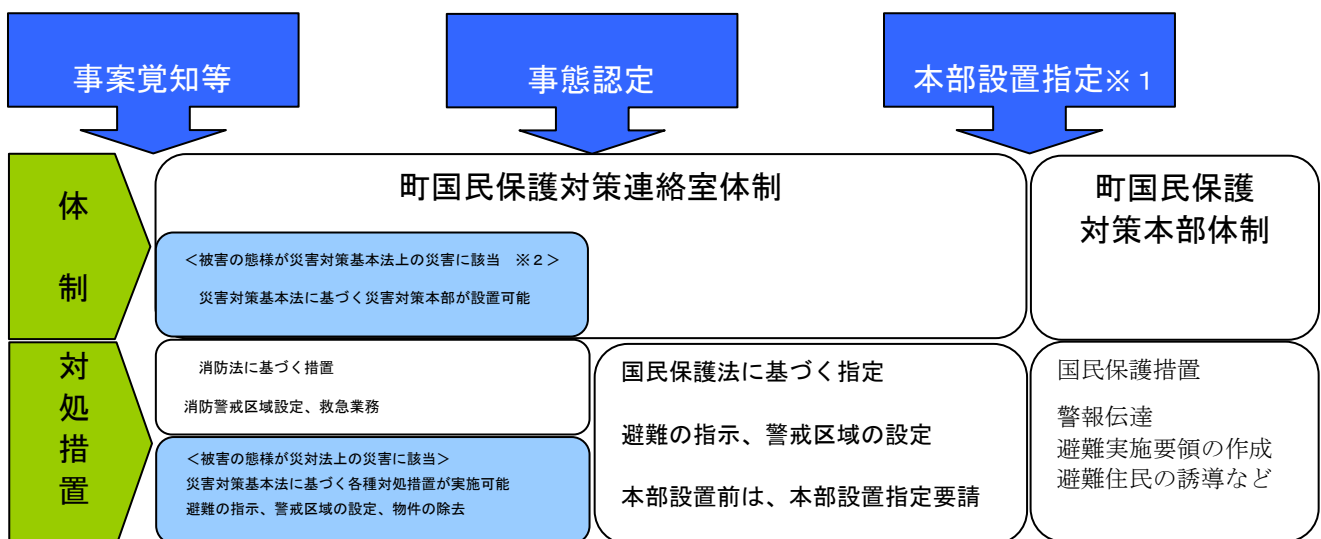 事案覚知等
事態認定
本部設置指定※1
体制
町国民保護対策連絡室体制
<被害の態様が災害対策基本法上の災害に該当 ※2>
災害対策基本法に基づく災害対策本部が設置可能
町国民保護
対策本部体制
対処措置
消防法に基づく措置
消防警戒区域設定、救急業務
<被害の態様が災対法上の災害に該当>
災害対策基本法に基づく各種対処措置が実施可能
避難の指示、警戒区域の設定、物件の除去
国民保護法に基づく指定
避難の指示、警戒区域の設定
本部設置前は、本部設置指定要請
国民保護措置
警報伝達
避難実施要領の作成
避難住民の誘導など